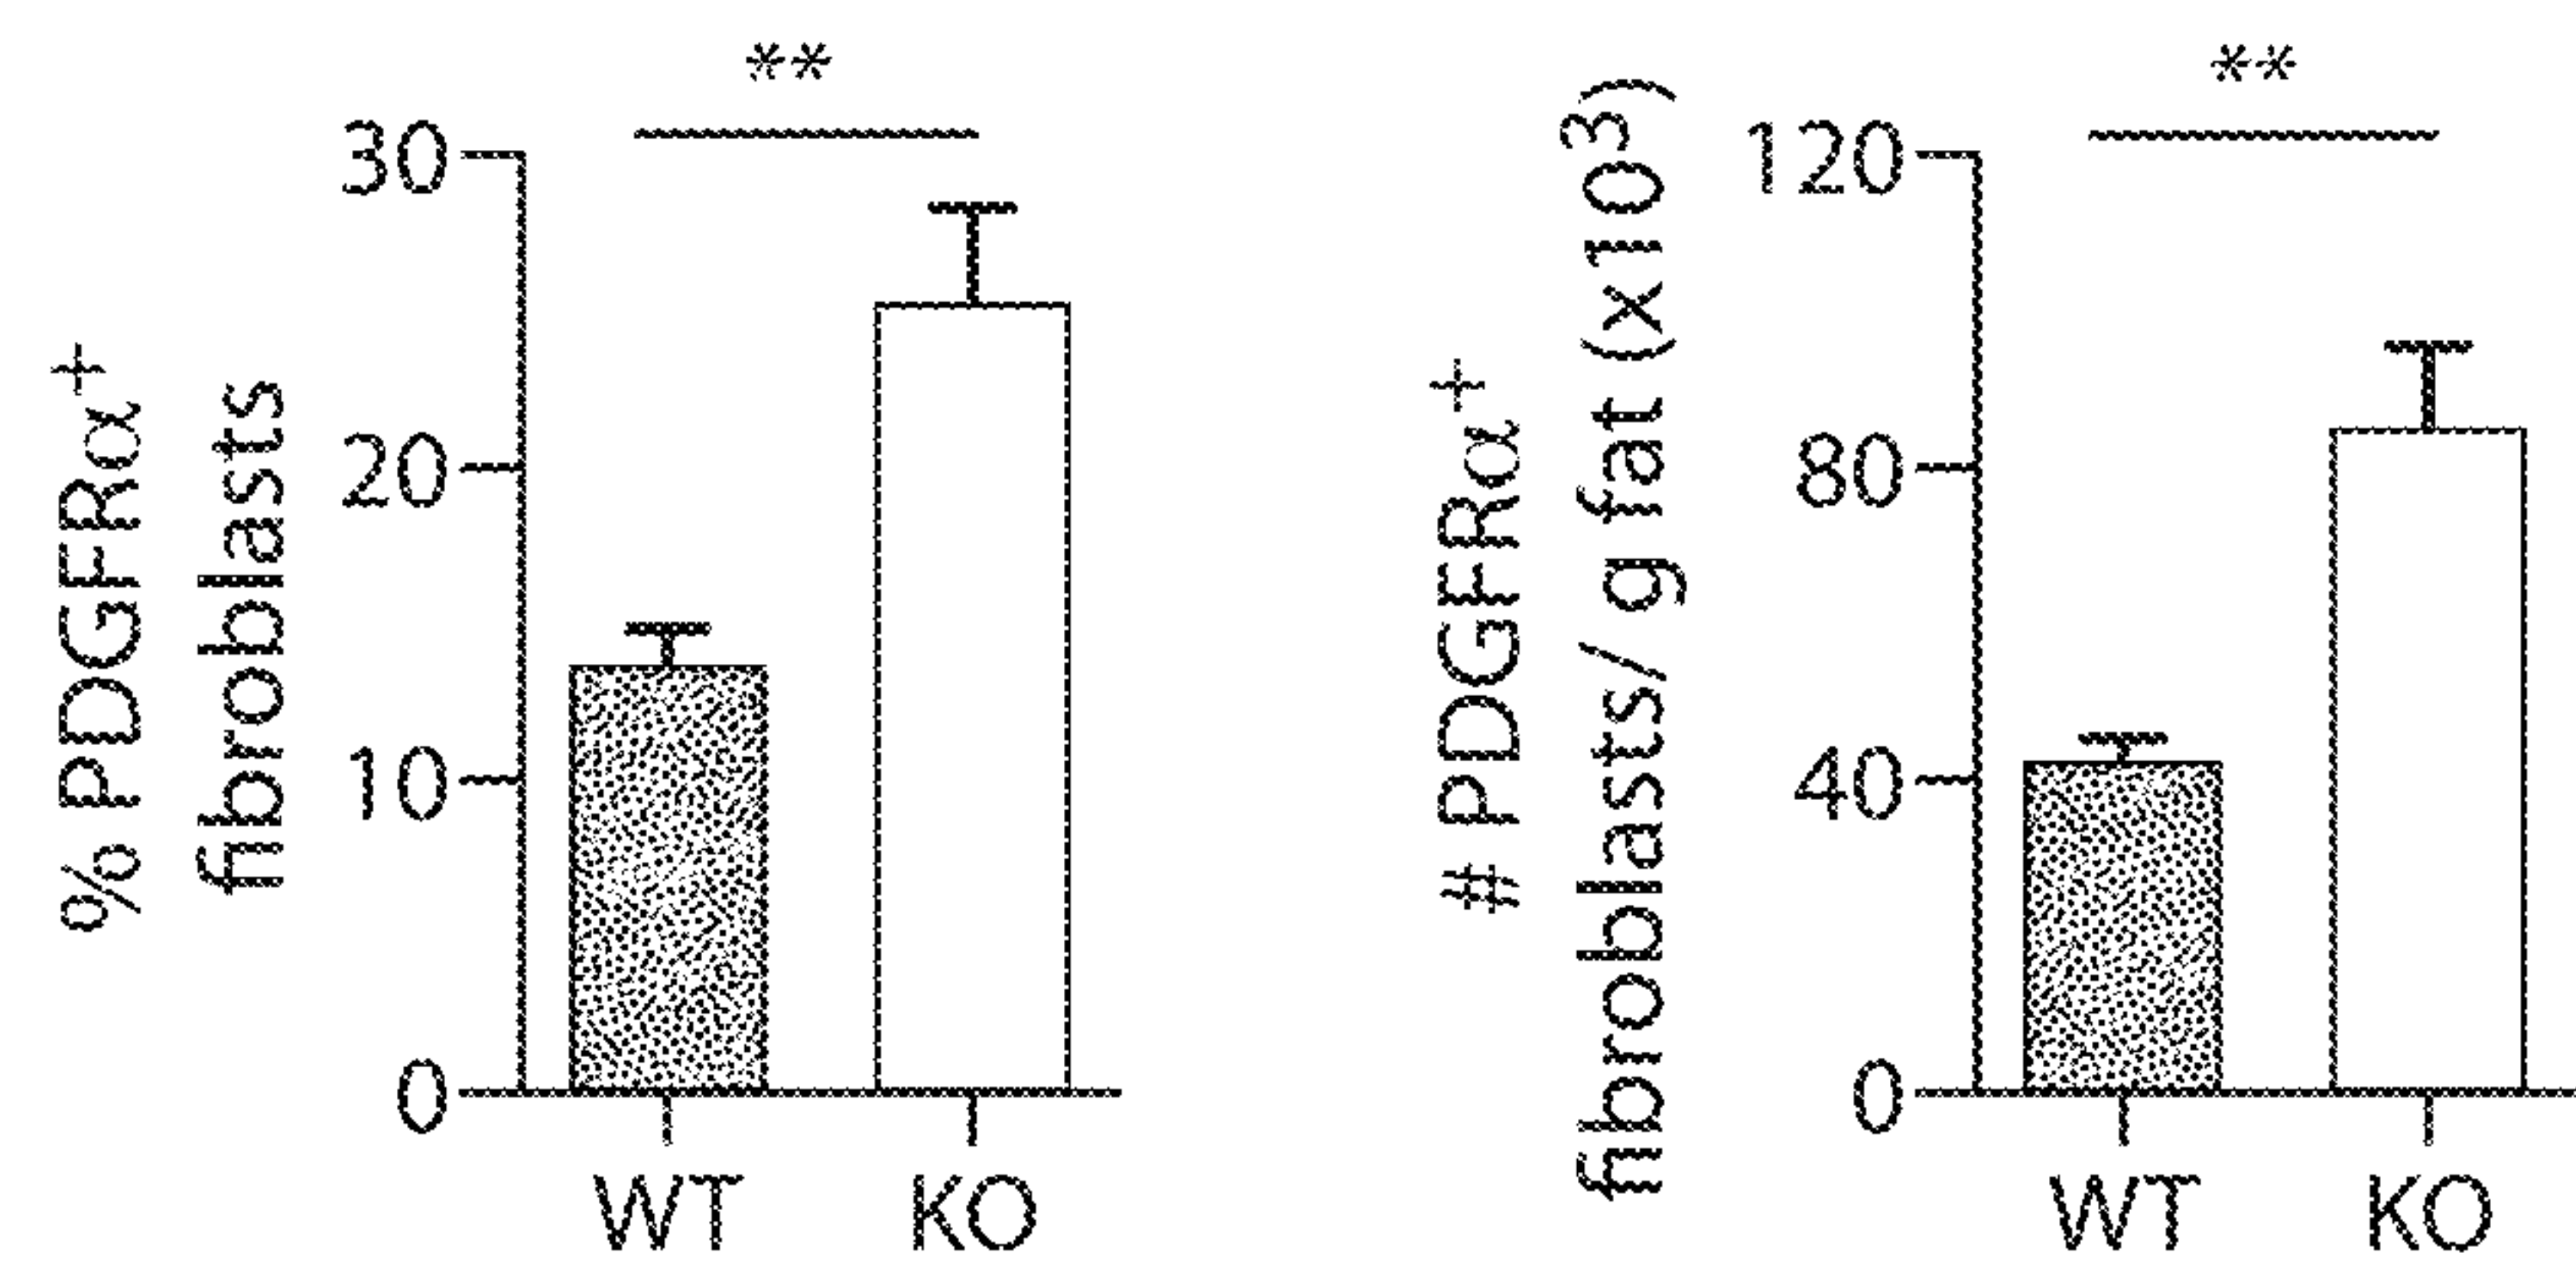 % PDGFRα⁺
fibroblasts
**
30
20
10
0
WT KO
# PDGFRα⁺
fibroblasts/ g fat (x10³)
**
120
80
40
0
WT KO